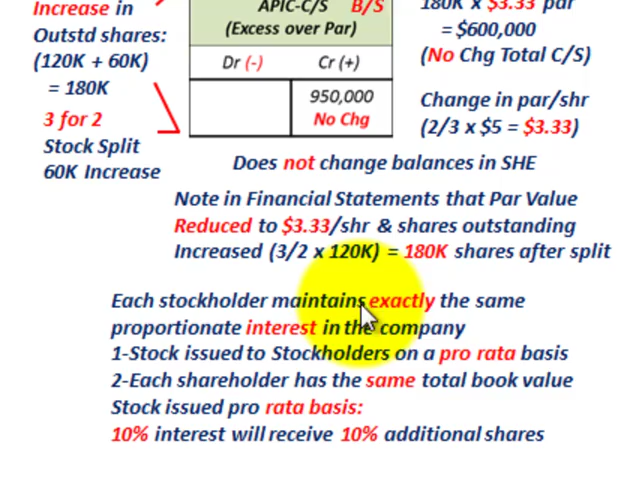 Increase in
Outstd shares:
(120K + 60K)
= 180K
3 for 2
Stock Split
60K Increase
APIC-C/S B/S
(Excess over Par)
Dr (-) Cr (+)
950,000
No Chg
180K x $3.33 par
= $600,000
(No Chg Total C/S)
Change in par/shr
(2/3 x $5 = $3.33)
Does not change balances in SHE
Note in Financial Statements that Par Value
Reduced to $3.33/shr & shares outstanding
Increased (3/2 x 120K) = 180K shares after split
Each stockholder maintains exactly the same
proportionate interest in the company
1-Stock issued to Stockholders on a pro rata basis
2-Each shareholder has the same total book value
Stock issued pro rata basis:
10% interest will receive 10% additional shares